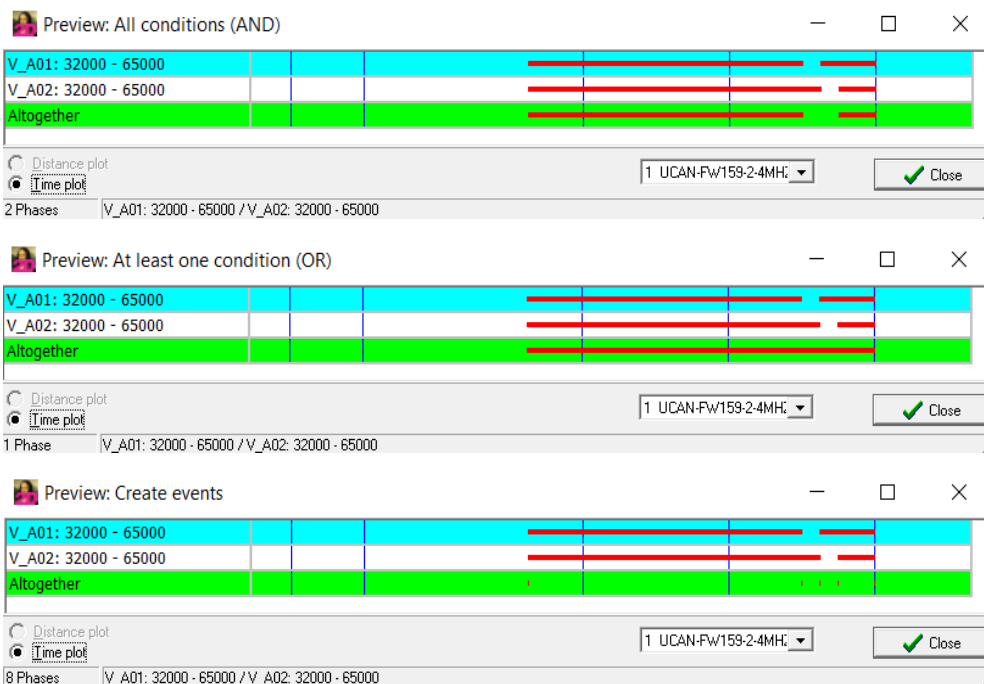 Preview: All conditions (AND)
V_A01: 32000 - 65000
V_A02: 32000 - 65000
Altogether
Distance plot
Time plot
1 UCAN-FW159-2-4MHz
Close
2 Phases V_A01: 32000 - 65000 / V_A02: 32000 - 65000
Preview: At least one condition (OR)
V_A01: 32000 - 65000
V_A02: 32000 - 65000
Altogether
Distance plot
Time plot
1 UCAN-FW159-2-4MHz
Close
1 Phase V_A01: 32000 - 65000 / V_A02: 32000 - 65000
Preview: Create events
V_A01: 32000 - 65000
V_A02: 32000 - 65000
Altogether
Distance plot
Time plot
1 UCAN-FW159-2-4MHz
Close
8 Phases V_A01: 32000 - 65000 / V_A02: 32000 - 65000